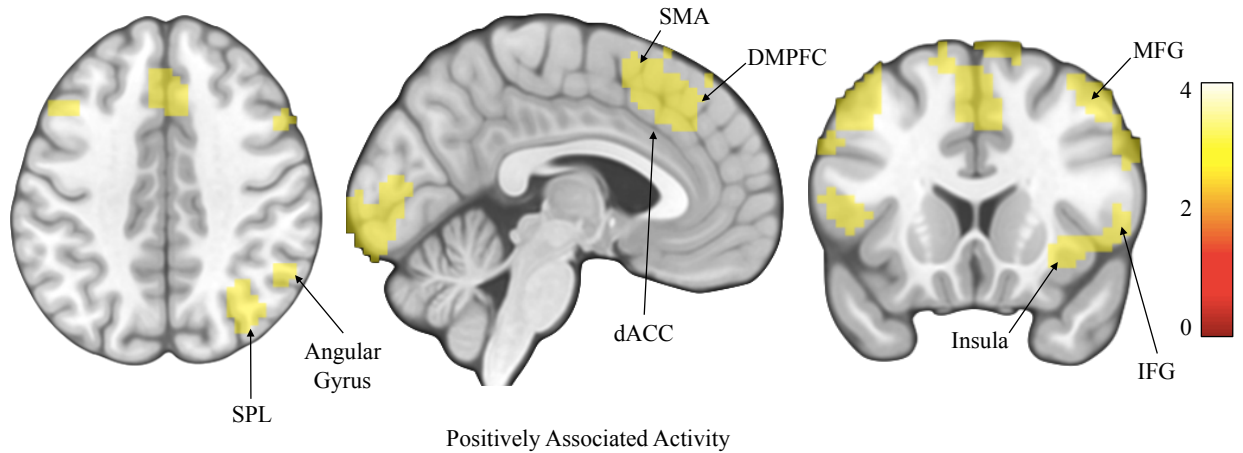 SMA
DMPFC
MFG
4
2
0
dACC
Insula
IFG
Angular
Gyrus
SPL
Positively Associated Activity